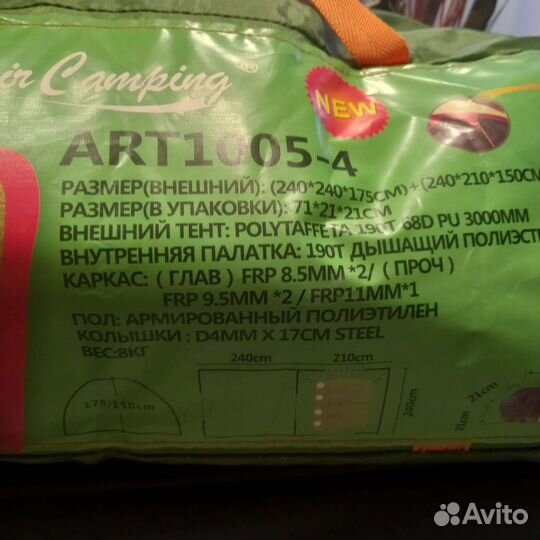 ir Camping®
NEW
ART1005-4
РАЗМЕР(ВНЕШНИЙ): (240*240*175СМ)+(240*210*150СМ
РАЗМЕР(В УПАКОВКИ): 71*21*21СМ
ВНЕШНИЙ ТЕНТ: POLYTAFFETA 190T 68D PU 3000MM
ВНУТРЕННЯЯ ПАЛАТКА: 190T ДЫШАЩИЙ ПОЛИЭСТ
КАРКАС: ( ГЛАВ ) FRP 8.5MM *2/ ( ПРОЧ )
FRP 9.5MM *2 / FRP11MM*1
ПОЛ: АРМИРОВАННЫЙ ПОЛИЭТИЛЕН
КОЛЫШКИ : D4MM X 17CM STEEL
ВЕС:8КГ
240cm 210cm
175/150cm
240cm
21cm
21cm
Avito